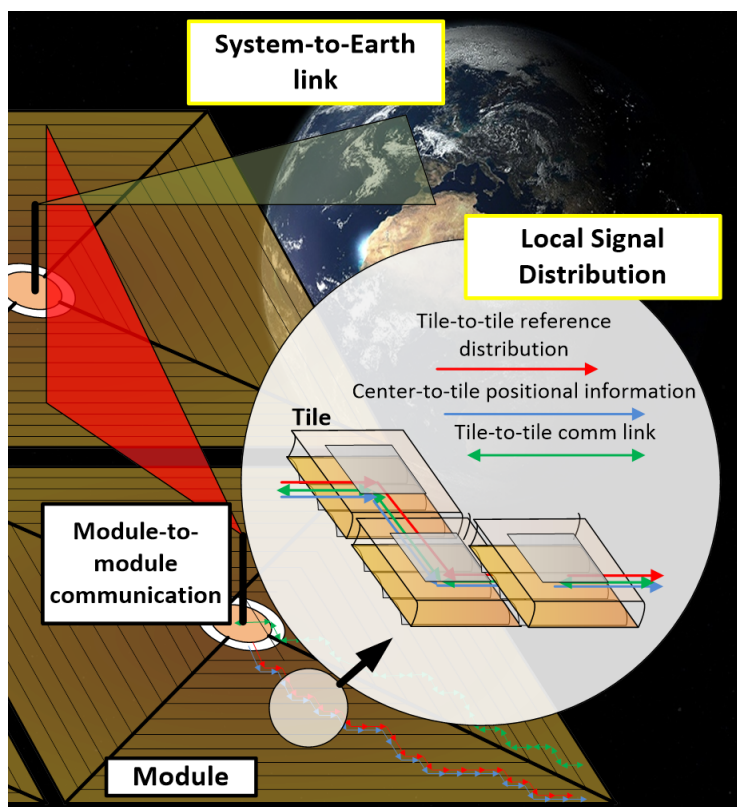 System-to-Earth
link
Local Signal
Distribution
Tile-to-tile reference
distribution
Center-to-tile positional information
Tile-to-tile comm link
Tile
Module-to-
module
communication
Module